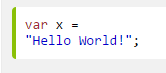 var x =
"Hello World!";